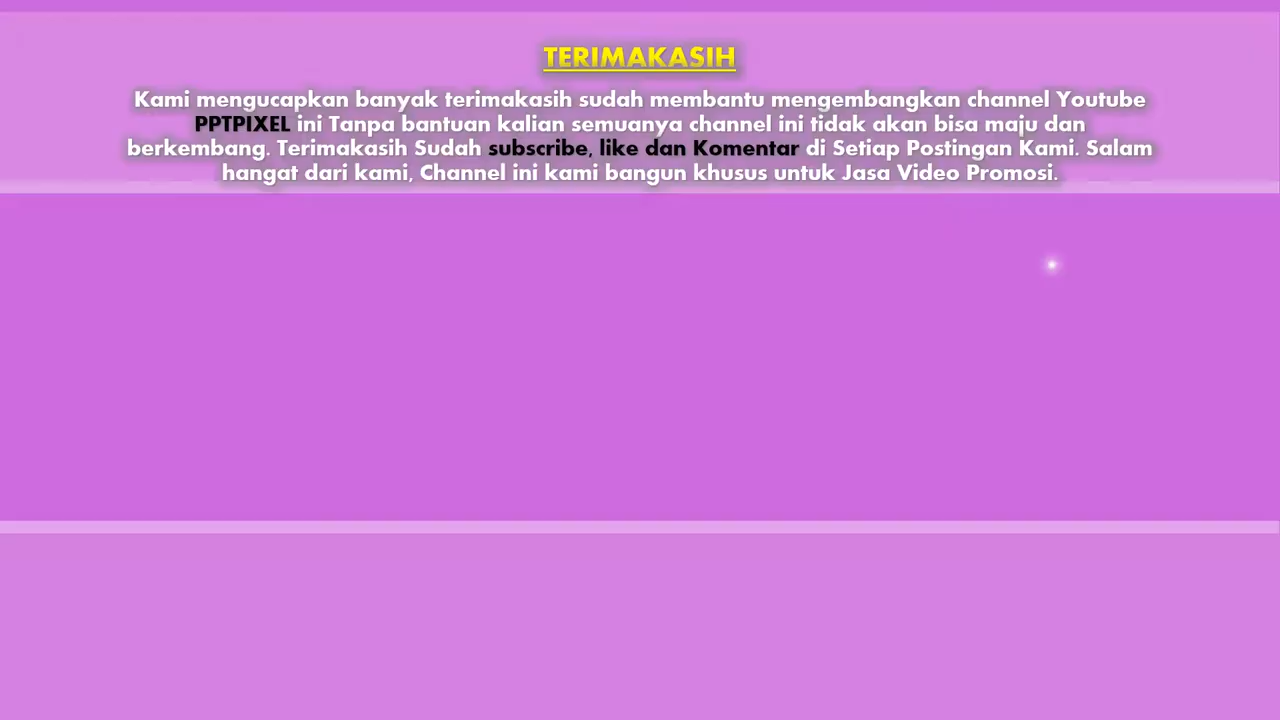 TERIMAKASIH
Kami mengucapkan banyak terimakasih sudah membantu mengembangkan channel Youtube
PPTPIXEL ini Tanpa bantuan kalian semuanya channel ini tidak akan bisa maju dan
berkembang. Terimakasih Sudah subscribe, like dan Komentar di Setiap Postingan Kami. Salam
hangat dari kami, Channel ini kami bangun khusus untuk Jasa Video Promosi.